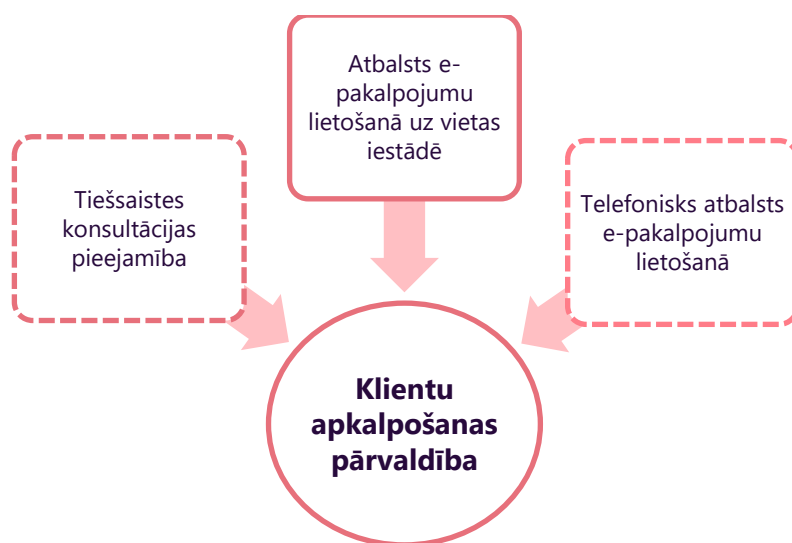 Atbalsts e-
pakalpojumu
lietošanā uz vietas
iestādē
Tiešsaistes
konsultācijas
pieejamība
Telefonisks atbalsts
e-pakalpojumu
lietošanā
Klientu
apkalpošanas
pārvaldība